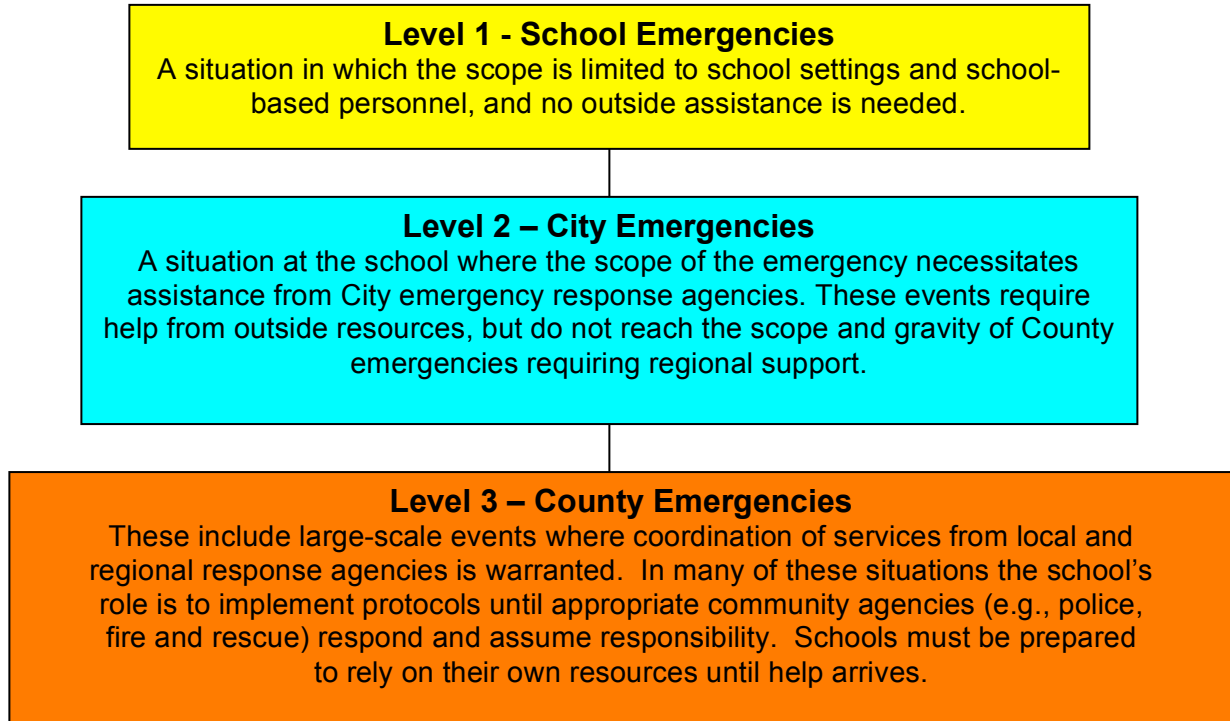 Level 1 - School Emergencies
A situation in which the scope is limited to school settings and school-
based personnel, and no outside assistance is needed.
Level 2 – City Emergencies
A situation at the school where the scope of the emergency necessitates
assistance from City emergency response agencies. These events require
help from outside resources, but do not reach the scope and gravity of County
emergencies requiring regional support.
Level 3 – County Emergencies
These include large-scale events where coordination of services from local and
regional response agencies is warranted.  In many of these situations the school’s
role is to implement protocols until appropriate community agencies (e.g., police,
fire and rescue) respond and assume responsibility.  Schools must be prepared
to rely on their own resources until help arrives.